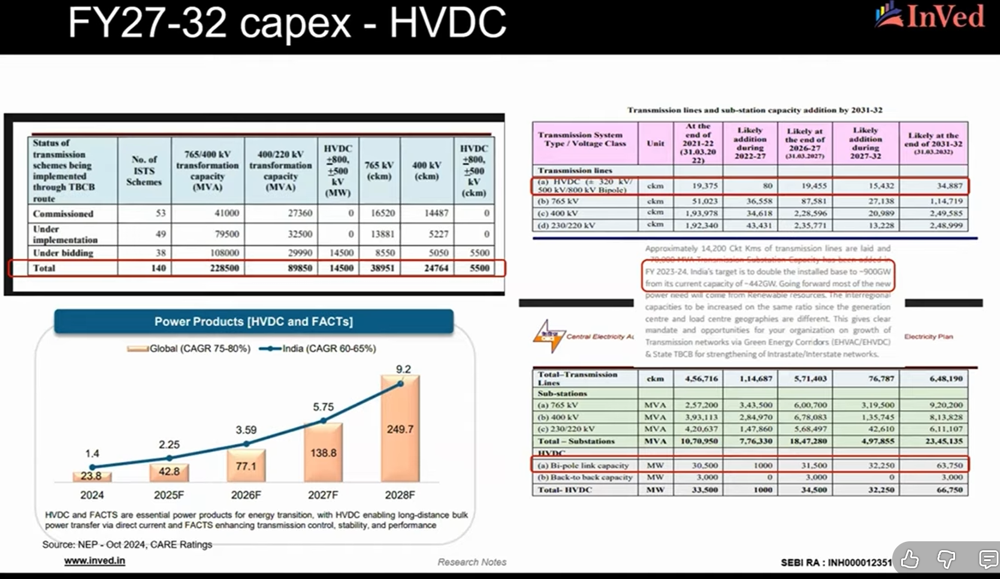 FY27-32 capex - HVDC
InVed
Status of transmission schemes being implemented through TBCB route | No. of ISTS Schemes | 765/400 kV transformation capacity (MVA) | 400/220 kV transformation capacity (MVA) | HVDC ±800, ±500 kV (MW) | 765 kV (ckm) | 400 kV (ckm) | HVDC ±800, ±500 kV (ckm)
Commissioned 53 41000 27360 0 16520 14487 0
Under implementation 49 79500 32500 0 13881 5227 0
Under bidding 38 108000 29990 14500 8550 5050 5500
Total 140 228500 89850 14500 38951 24764 5500
Power Products [HVDC and FACTs]
Global (CAGR 75-80%) India (CAGR 60-65%)
1.4 2.25 3.59 5.75 9.2
23.8 42.8 77.1 138.8 249.7
2024 2025F 2026F 2027F 2028F
HVDC and FACTS are essential power products for energy transition, with HVDC enabling long-distance bulk
power transfer via direct current and FACTS enhancing transmission control, stability, and performance
Source: NEP - Oct 2024, CARE Ratings
www.inved.in
Transmission lines and sub-station capacity addition by 2031-32
Transmission System Type / Voltage Class | Unit | At the end of 2021-22 (31.03.2022) | Likely addition during 2022-27 | Likely at the end of 2026-27 (31.03.2027) | Likely addition during 2027-32 | Likely at the end of 2031-32 (31.03.2032)
Transmission lines
(a) HVDC (± 320 kV/ 500 kV/800 kV Bipole) ckm 19,375 80 19,455 15,432 34,887
(b) 765 kV ckm 51,023 36,558 87,581 27,138 1,14,719
(c) 400 kV ckm 1,93,978 34,618 2,28,596 20,989 2,49,585
(d) 230/220 kV ckm 1,92,340 43,431 2,35,771 13,228 2,48,999
Approximately 14,200 Ckt Kms of transmission lines are laid and
70,000 MVA Transmission Substation Capacity has been added in
FY 2023-24. India's target is to double the installed base to ~900GW
from its current capacity of ~442GW. Going forward most of the new
power need will come from Renewable resources. The interregional
capacities to be increased on the same ratio since the generation
centre and load centre geographies are different. This gives clear
mandate and opportunities for your organization on growth of
Transmission networks via Green Energy Corridors (EHVAC/EHVDC)
& State TBCB for strengthening of Intrastate/Interstate networks.
Central Electricity Au
Electricity Plan
Total–Transmission Lines ckm 4,56,716 1,14,687 5,71,403 76,787 6,48,190
Sub-stations
(a) 765 kV MVA 2,57,200 3,43,500 6,00,700 3,19,500 9,20,200
(b) 400 kV MVA 3,93,113 2,84,970 6,78,083 1,35,745 8,13,828
(c) 230/220 kV MVA 4,20,637 1,47,860 5,68,497 42,610 6,11,107
Total – Substations MVA 10,70,950 7,76,330 18,47,280 4,97,855 23,45,135
HVDC
(a) Bi-pole link capacity MW 30,500 1000 31,500 32,250 63,750
(b) Back-to back capacity MW 3,000 0 3,000 0 3,000
Total- HVDC MW 33,500 1000 34,500 32,250 66,750
Research Notes
SEBI RA : INH000012351